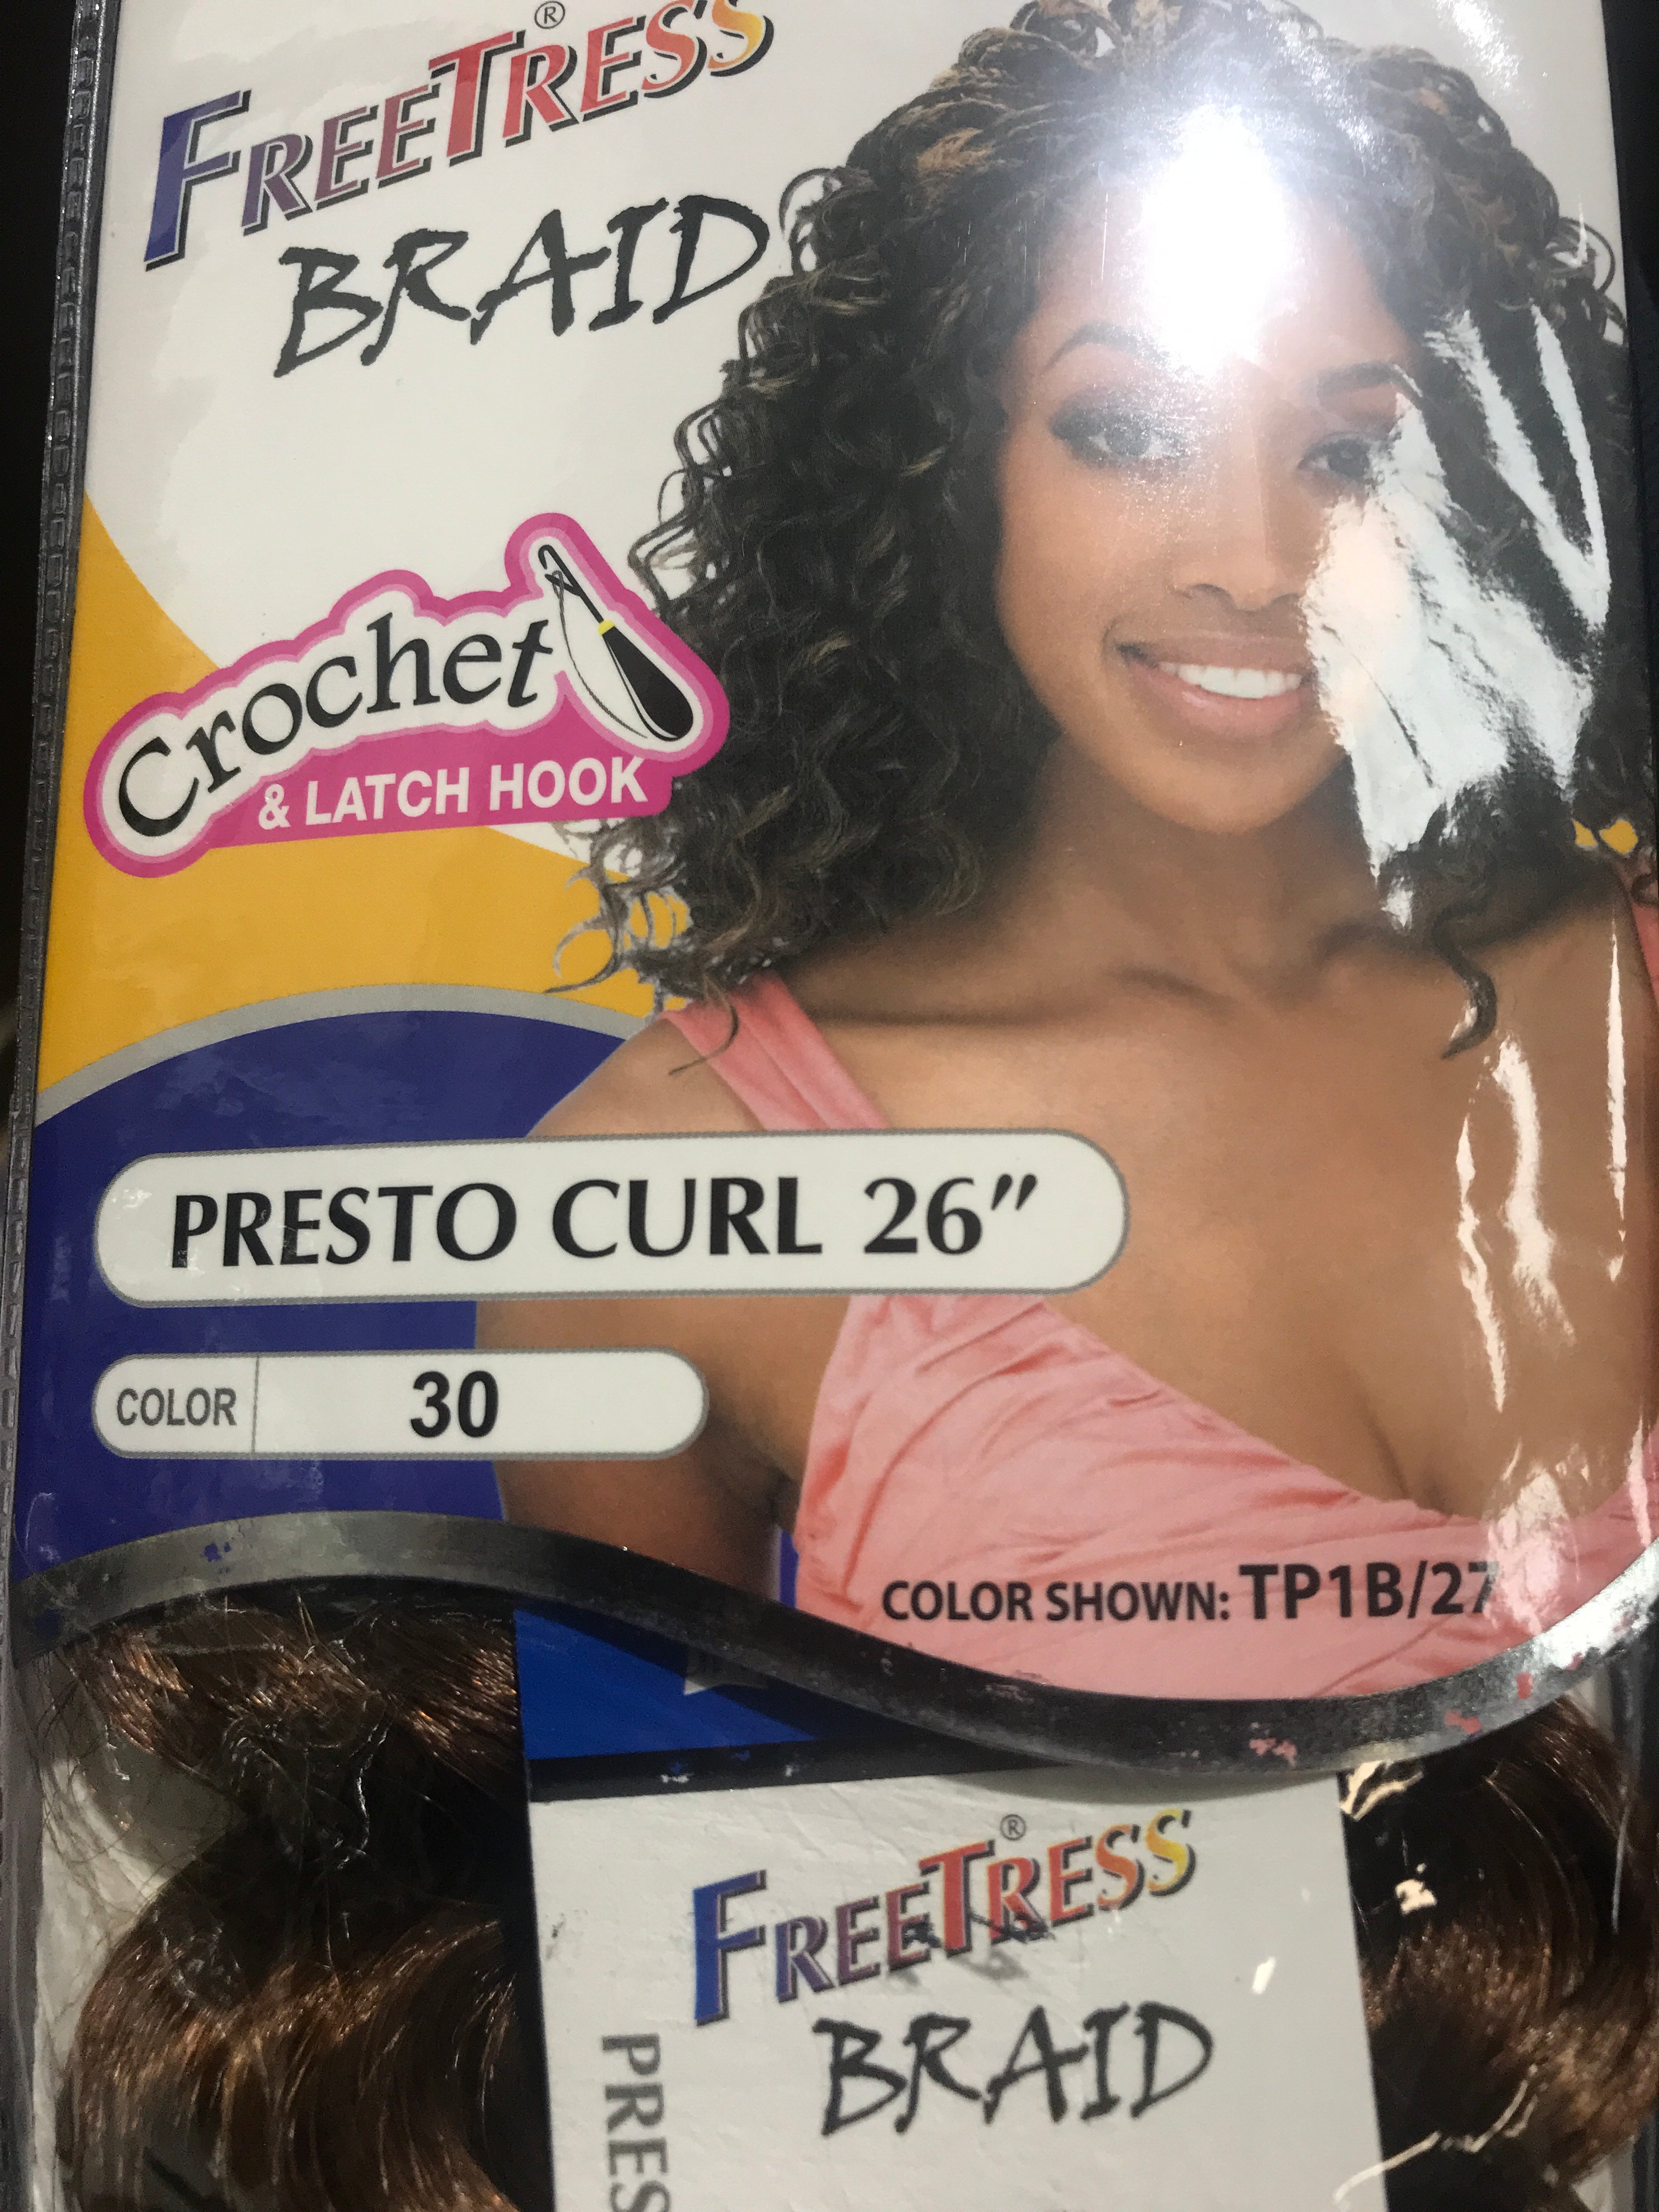 FREETRESS®
BRAID
Crochet
& LATCH HOOK
PRESTO CURL 26"
COLOR 30
COLOR SHOWN: TP1B/27
FREETRESS®
BRAID
PRES